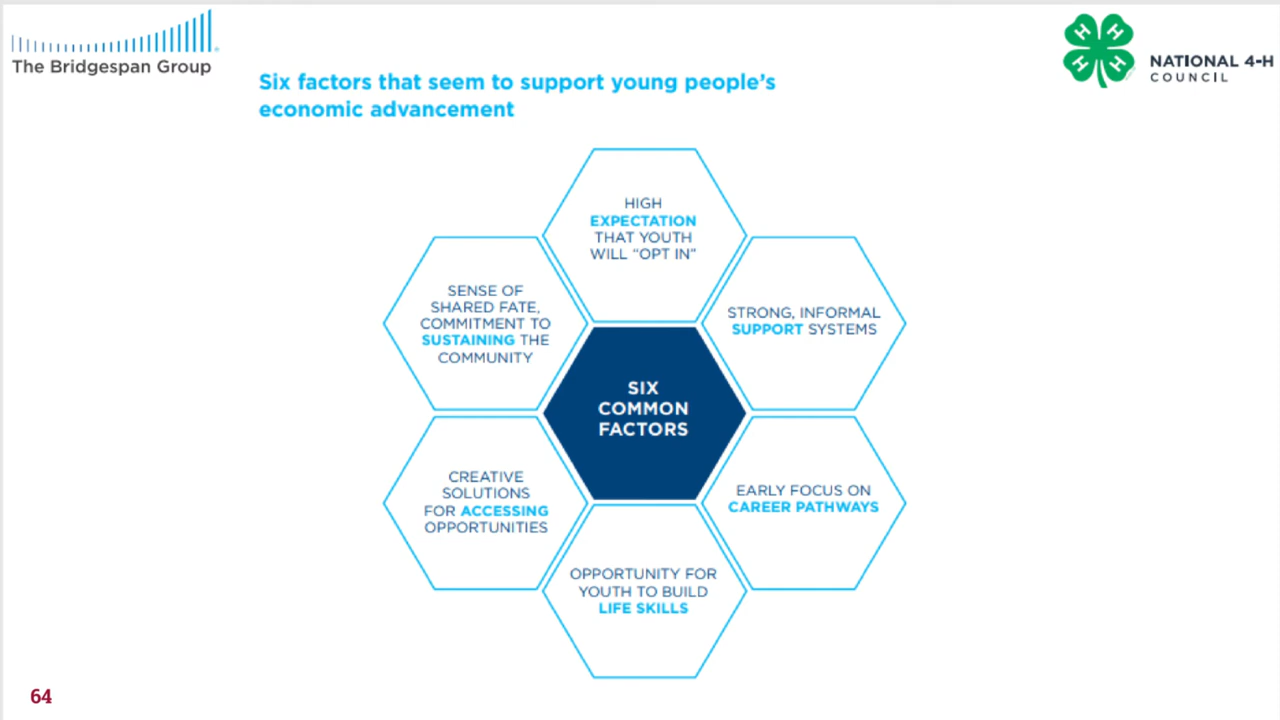 The Bridgespan Group
H H H H
NATIONAL 4-H
COUNCIL
Six factors that seem to support young people's
economic advancement
HIGH
EXPECTATION
THAT YOUTH
WILL "OPT IN"
STRONG, INFORMAL
SUPPORT SYSTEMS
EARLY FOCUS ON
CAREER PATHWAYS
OPPORTUNITY FOR
YOUTH TO BUILD
LIFE SKILLS
CREATIVE
SOLUTIONS
FOR ACCESSING
OPPORTUNITIES
SENSE OF
SHARED FATE,
COMMITMENT TO
SUSTAINING THE
COMMUNITY
SIX
COMMON
FACTORS
64